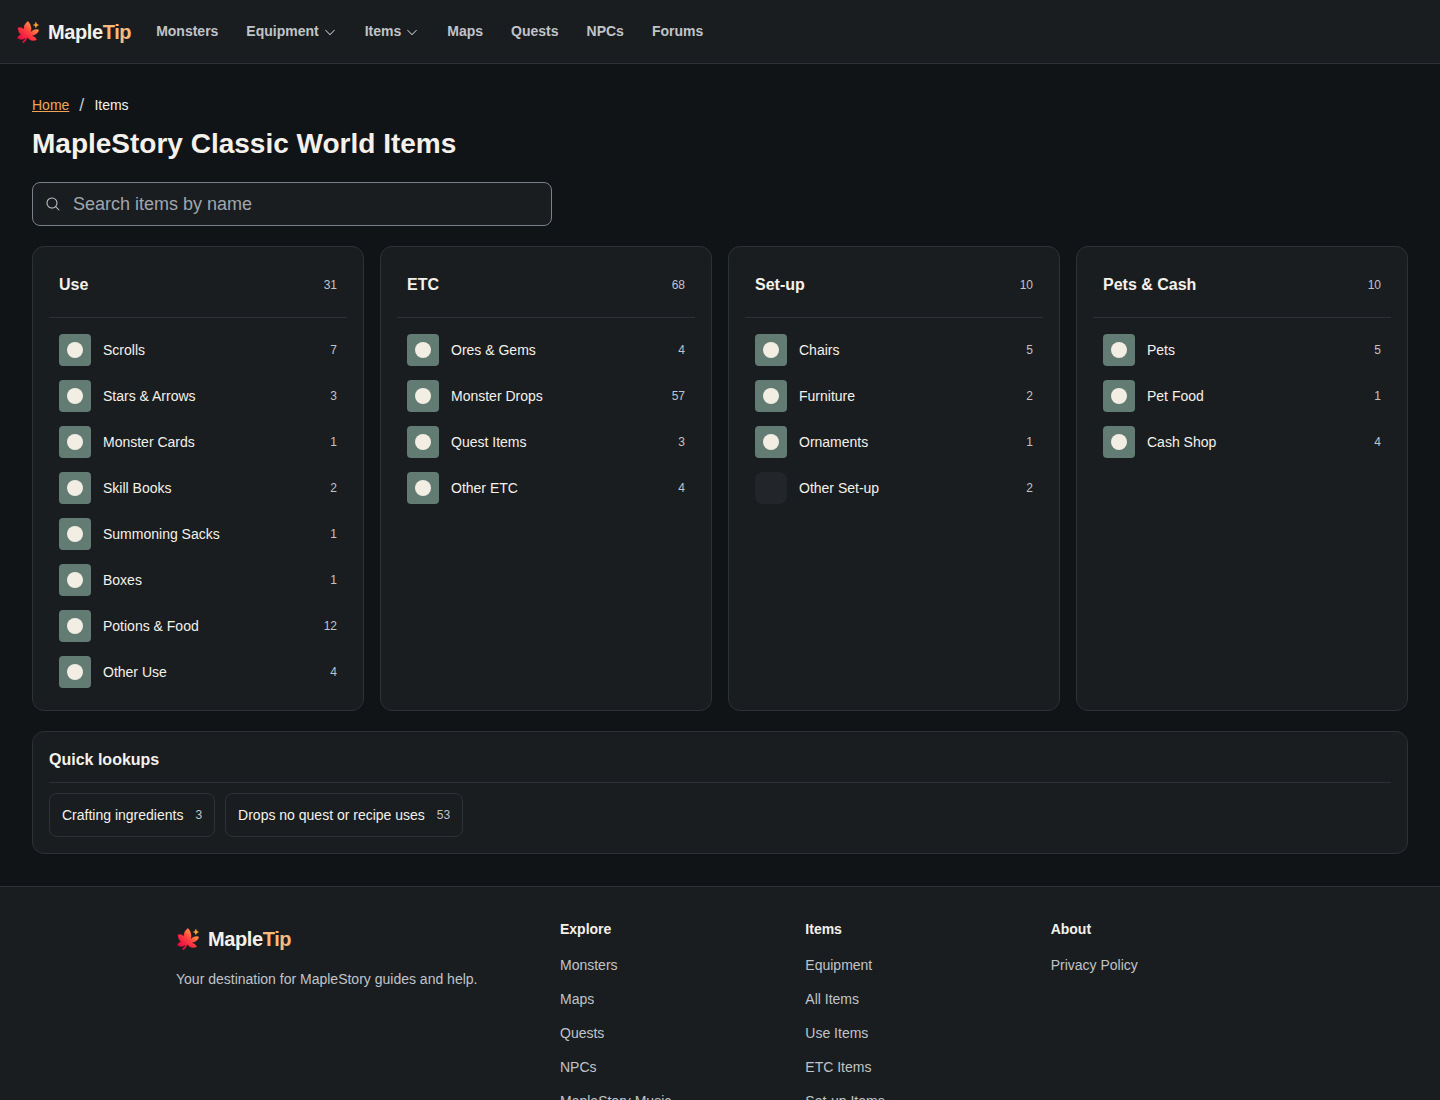 MapleTip Monsters Equipment Items Maps Quests NPCs Forums
Home / Items
MapleStory Classic World Items
Search items by name
Use 31
Scrolls 7
Stars & Arrows 3
Monster Cards 1
Skill Books 2
Summoning Sacks 1
Boxes 1
Potions & Food 12
Other Use 4
ETC 68
Ores & Gems 4
Monster Drops 57
Quest Items 3
Other ETC 4
Set-up 10
Chairs 5
Furniture 2
Ornaments 1
Other Set-up 2
Pets & Cash 10
Pets 5
Pet Food 1
Cash Shop 4
Quick lookups
Crafting ingredients 3 Drops no quest or recipe uses 53
MapleTip
Your destination for MapleStory guides and help.
Explore
Monsters
Maps
Quests
NPCs
MapleStory Music
Items
Equipment
All Items
Use Items
ETC Items
Set-up Items
About
Privacy Policy